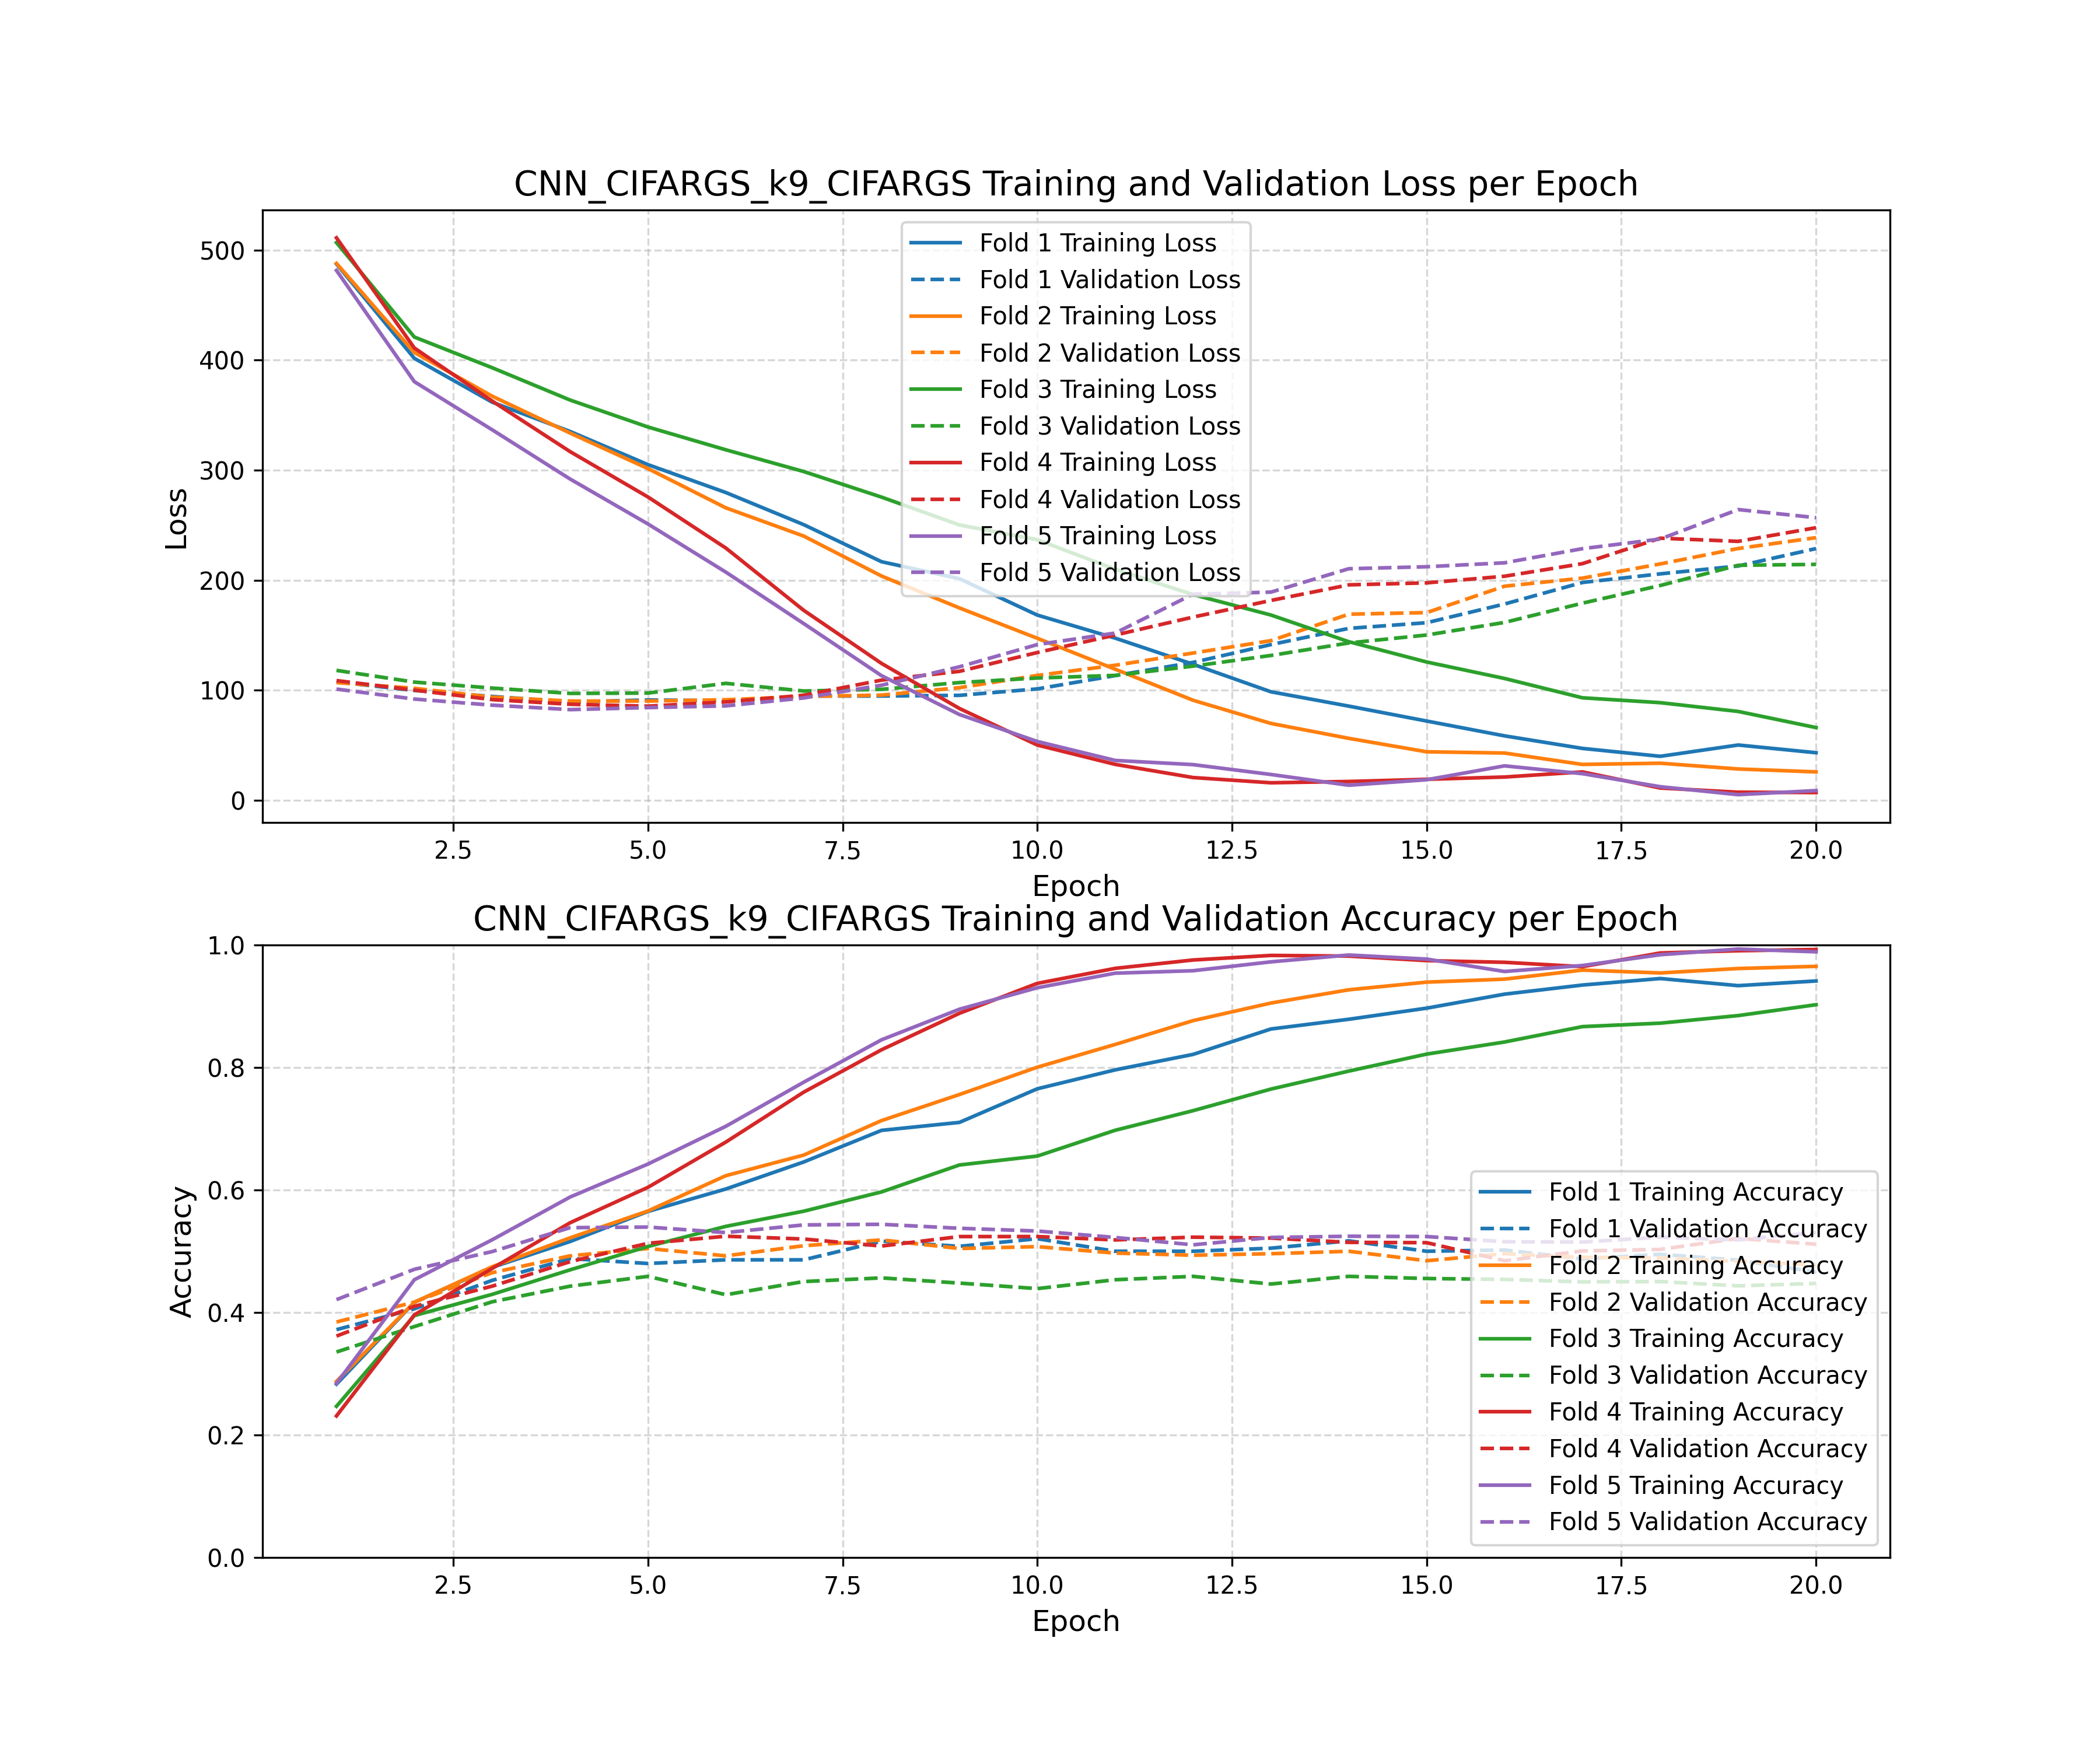 CNN_CIFARGS_k9_CIFARGS Training and Validation Loss per Epoch
500
400
300
200
100
0
Loss
Fold 1 Training Loss
Fold 1 Validation Loss
Fold 2 Training Loss
Fold 2 Validation Loss
Fold 3 Training Loss
Fold 3 Validation Loss
Fold 4 Training Loss
Fold 4 Validation Loss
Fold 5 Training Loss
Fold 5 Validation Loss
2.5 5.0 7.5 10.0 12.5 15.0 17.5 20.0
Epoch
CNN_CIFARGS_k9_CIFARGS Training and Validation Accuracy per Epoch
1.0
0.8
0.6
0.4
0.2
0.0
Accuracy
Fold 1 Training Accuracy
Fold 1 Validation Accuracy
Fold 2 Training Accuracy
Fold 2 Validation Accuracy
Fold 3 Training Accuracy
Fold 3 Validation Accuracy
Fold 4 Training Accuracy
Fold 4 Validation Accuracy
Fold 5 Training Accuracy
Fold 5 Validation Accuracy
2.5 5.0 7.5 10.0 12.5 15.0 17.5 20.0
Epoch